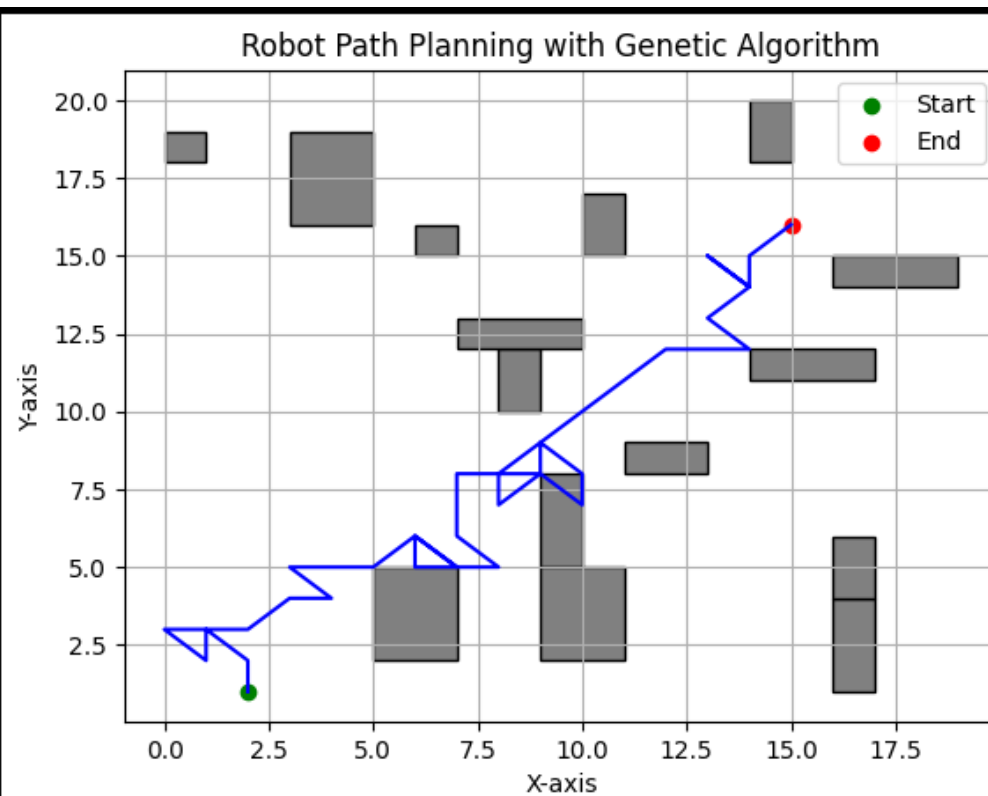 Robot Path Planning with Genetic Algorithm
Start
End
20.0
17.5
15.0
12.5
10.0
7.5
5.0
2.5
Y-axis
0.0 2.5 5.0 7.5 10.0 12.5 15.0 17.5
X-axis